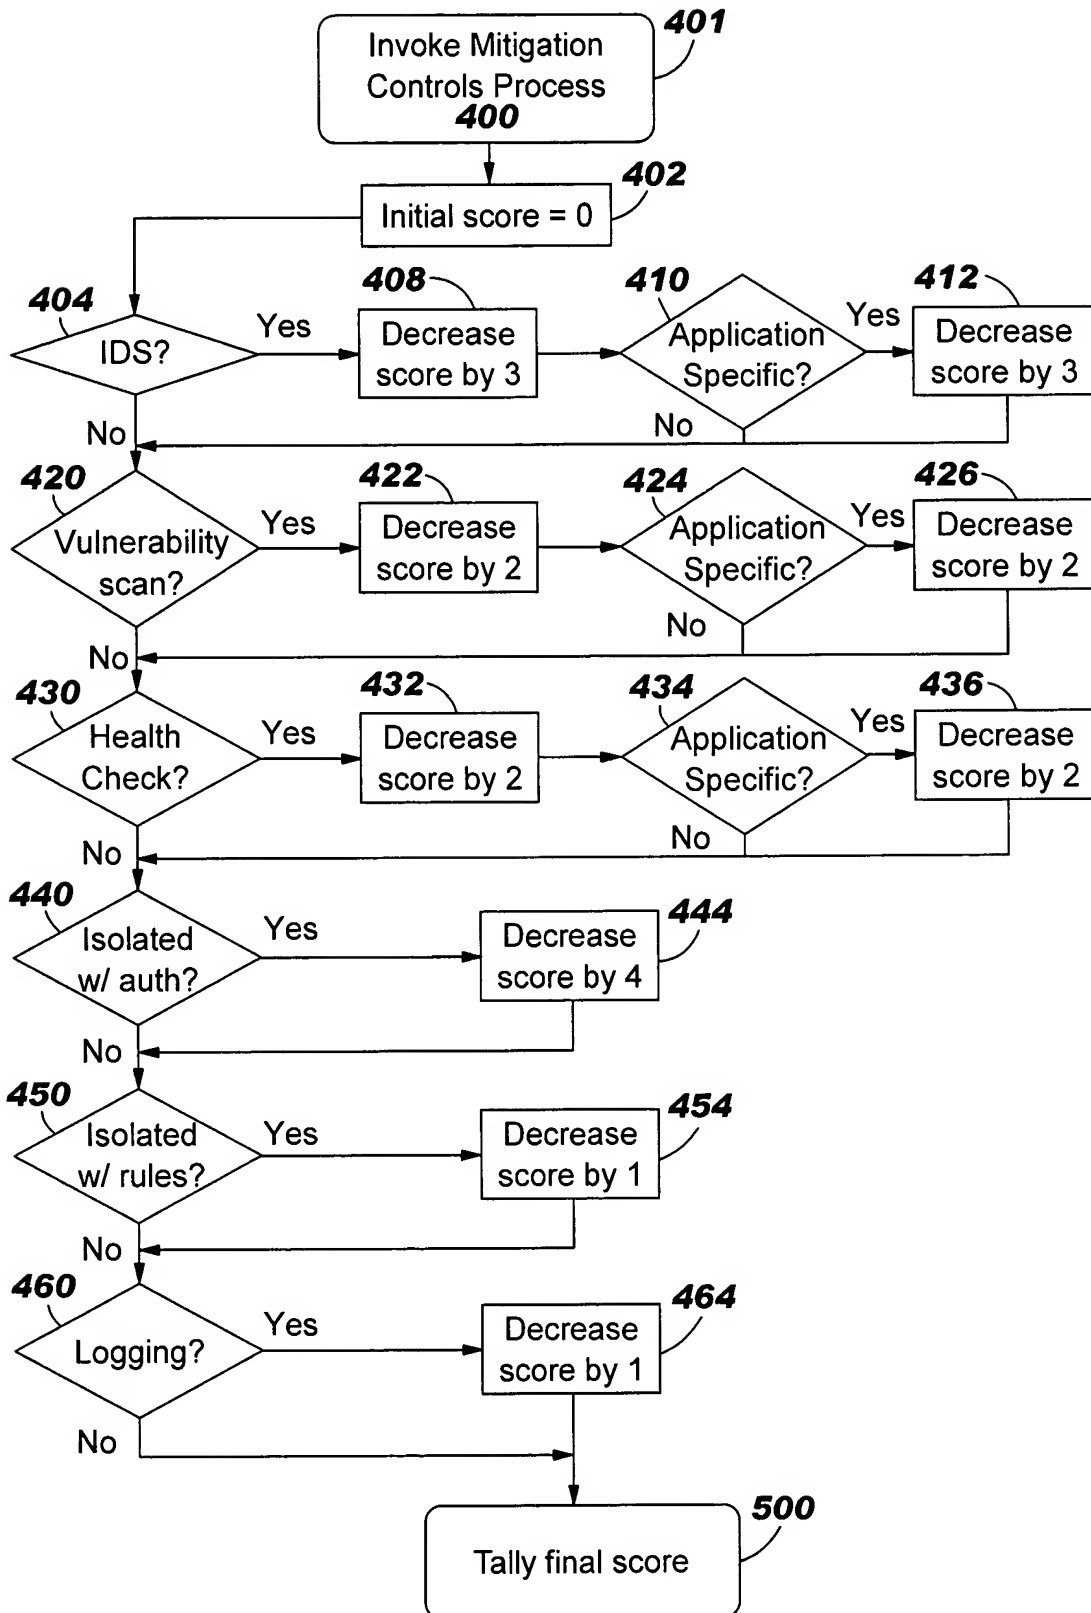 401
Invoke Mitigation
Controls Process
400
402
Initial score = 0
404
IDS?
Yes
408
Decrease
score by 3
410
Application
Specific?
Yes
412
Decrease
score by 3
No
No
420
Vulnerability
scan?
Yes
422
Decrease
score by 2
424
Application
Specific?
Yes
426
Decrease
score by 2
No
No
430
Health
Check?
Yes
432
Decrease
score by 2
434
Application
Specific?
Yes
436
Decrease
score by 2
No
No
440
Isolated
w/ auth?
Yes
444
Decrease
score by 4
No
450
Isolated
w/ rules?
Yes
454
Decrease
score by 1
No
460
Logging?
Yes
464
Decrease
score by 1
No
500
Tally final score